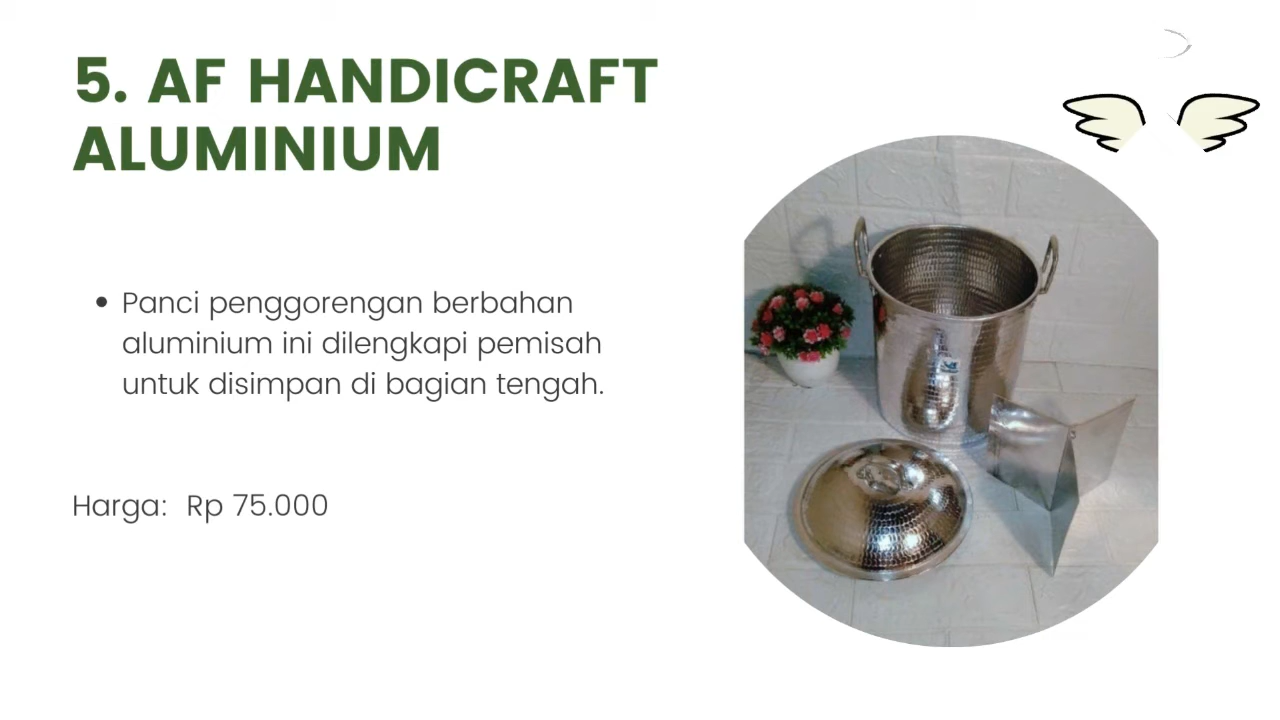 5. AF HANDICRAFT
ALUMINIUM
• Panci penggorengan berbahan
aluminium ini dilengkapi pemisah
untuk disimpan di bagian tengah.
Harga: Rp 75.000